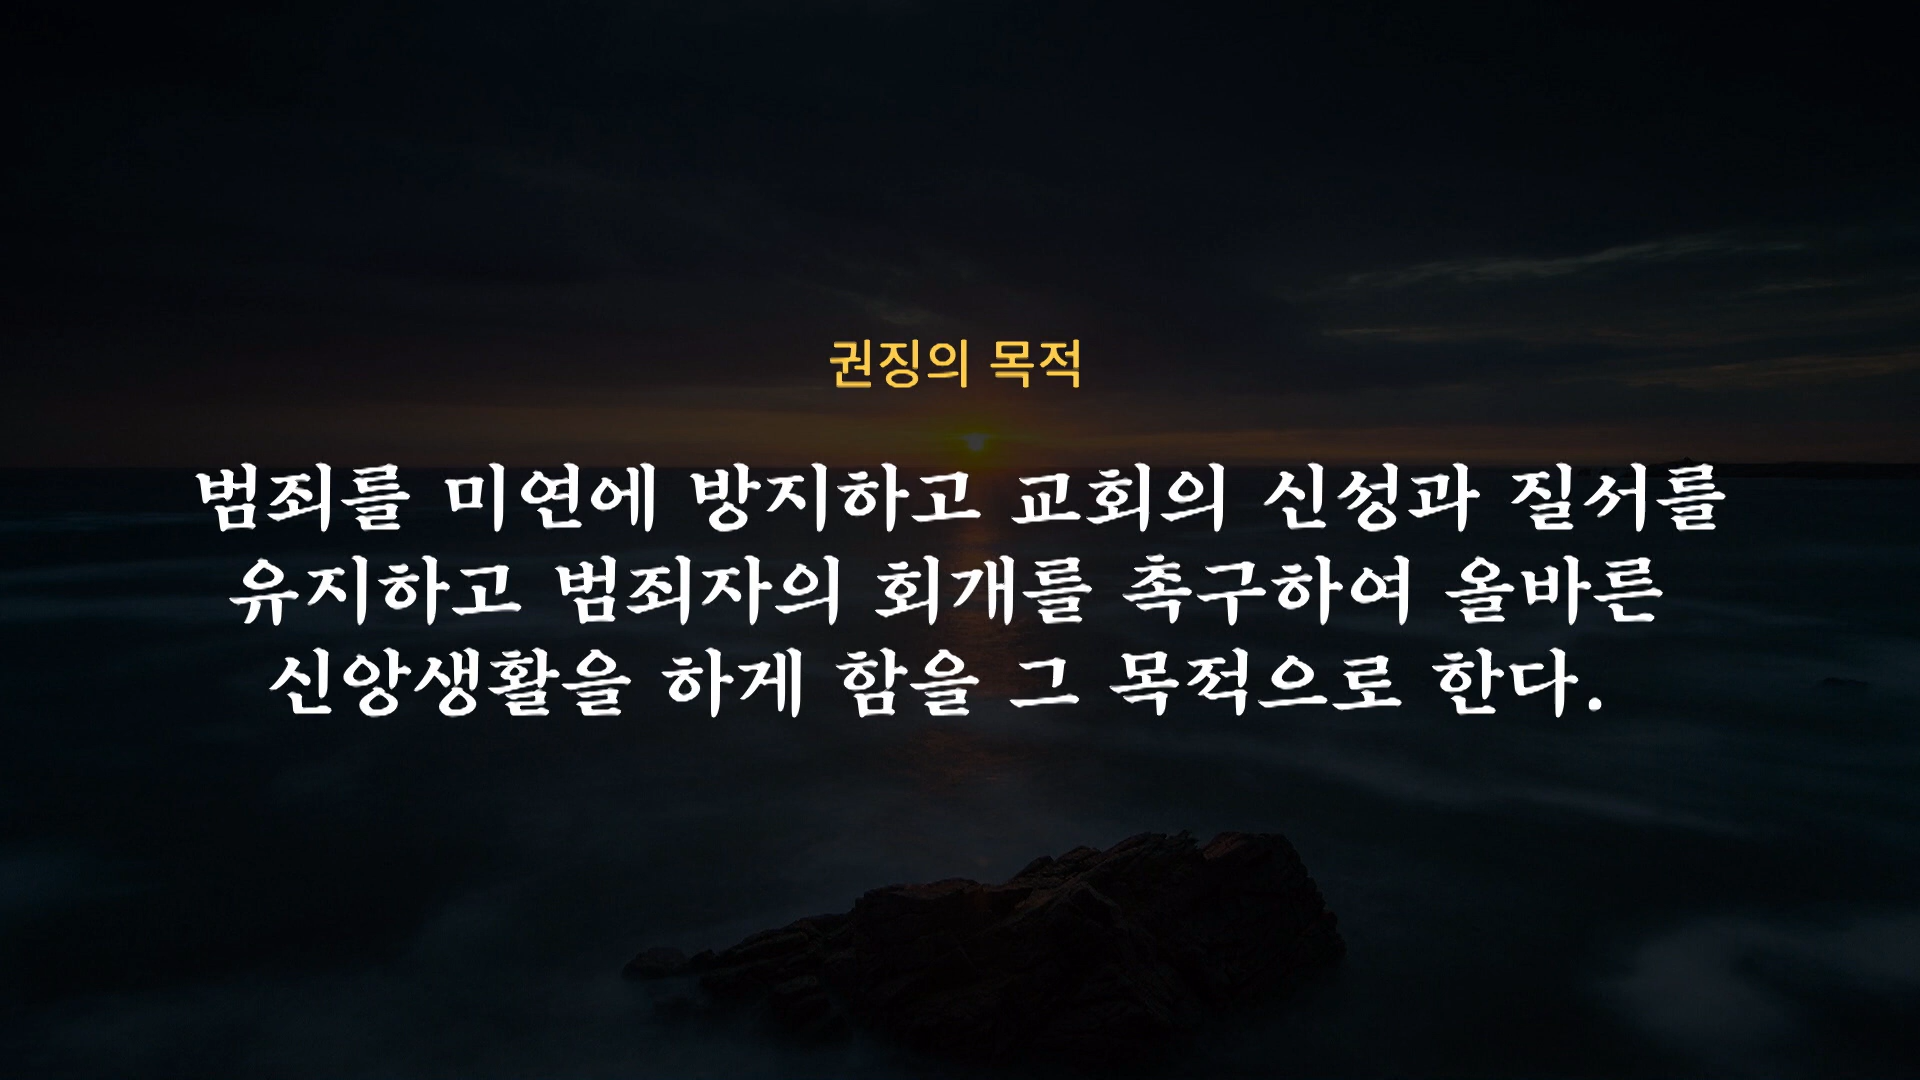 권징의 목적
범죄를 미연에 방지하고 교회의 신성과 질서를
유지하고 범죄자의 회개를 촉구하여 올바른
신앙생활을 하게 함을 그 목적으로 한다.